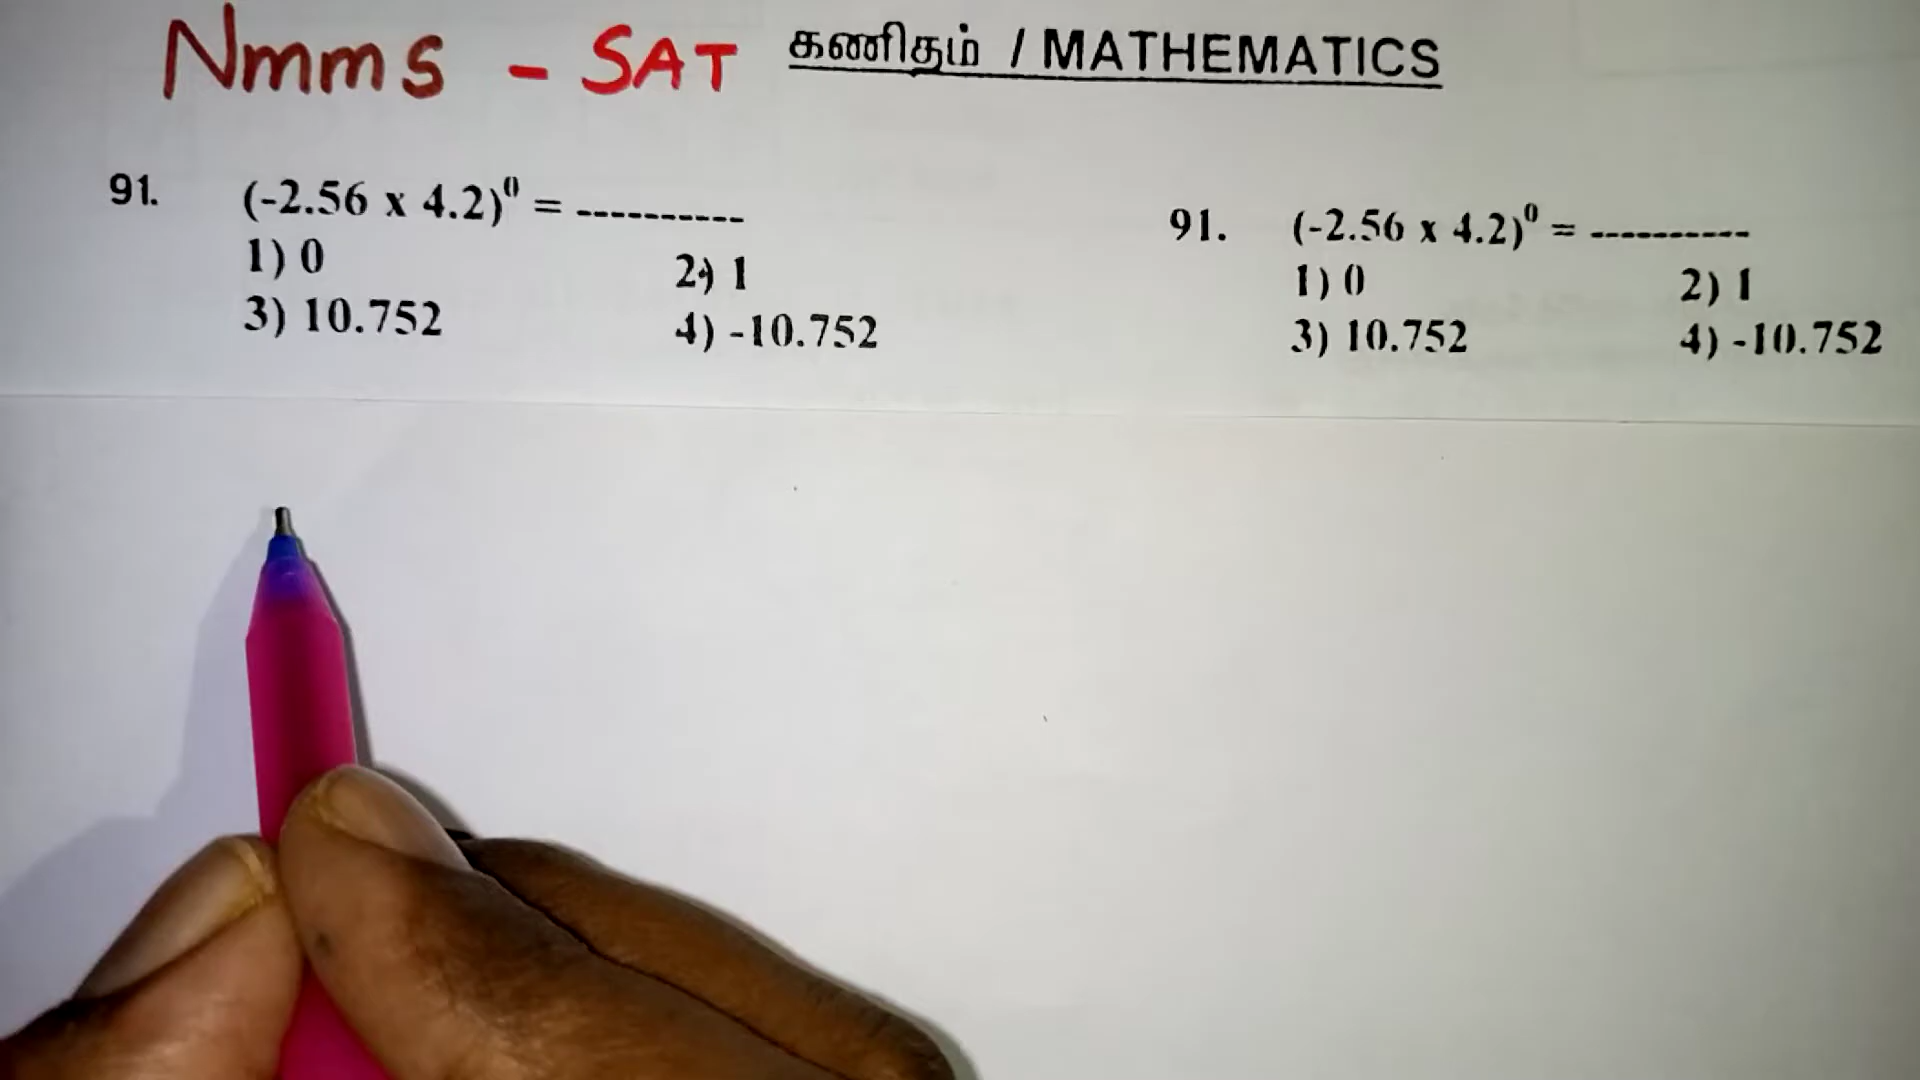 Nmms - SAT கணிதம் / MATHEMATICS
91. (-2.56 x 4.2)⁰ = ----------
1) 0 2) 1
3) 10.752 4) -10.752
91. (-2.56 x 4.2)⁰ = ----------
1) 0 2) 1
3) 10.752 4) -10.752